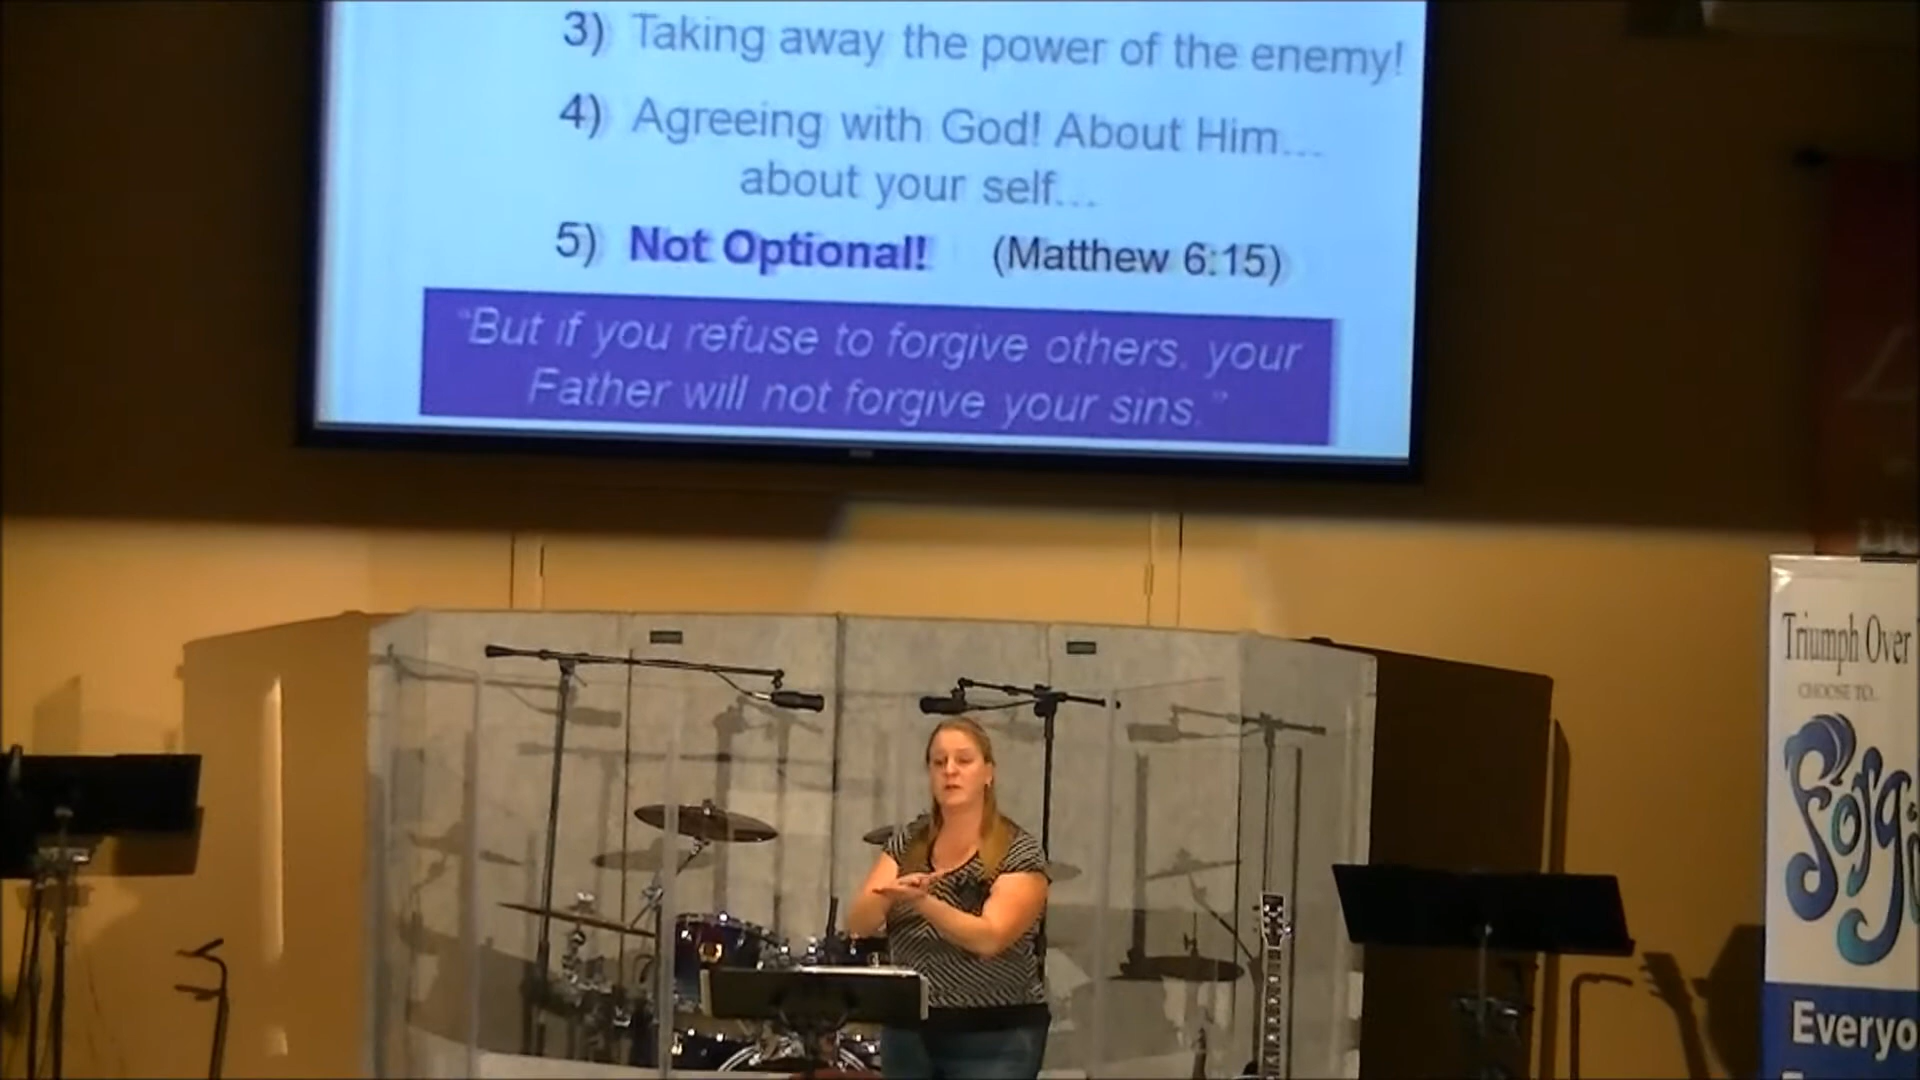 3) Taking away the power of the enemy!
4) Agreeing with God! About Him...
about your self...
5) Not Optional! (Matthew 6:15)
"But if you refuse to forgive others, your
Father will not forgive your sins."
Triumph Over
CHOOSE TO...
Forgi
Everyo